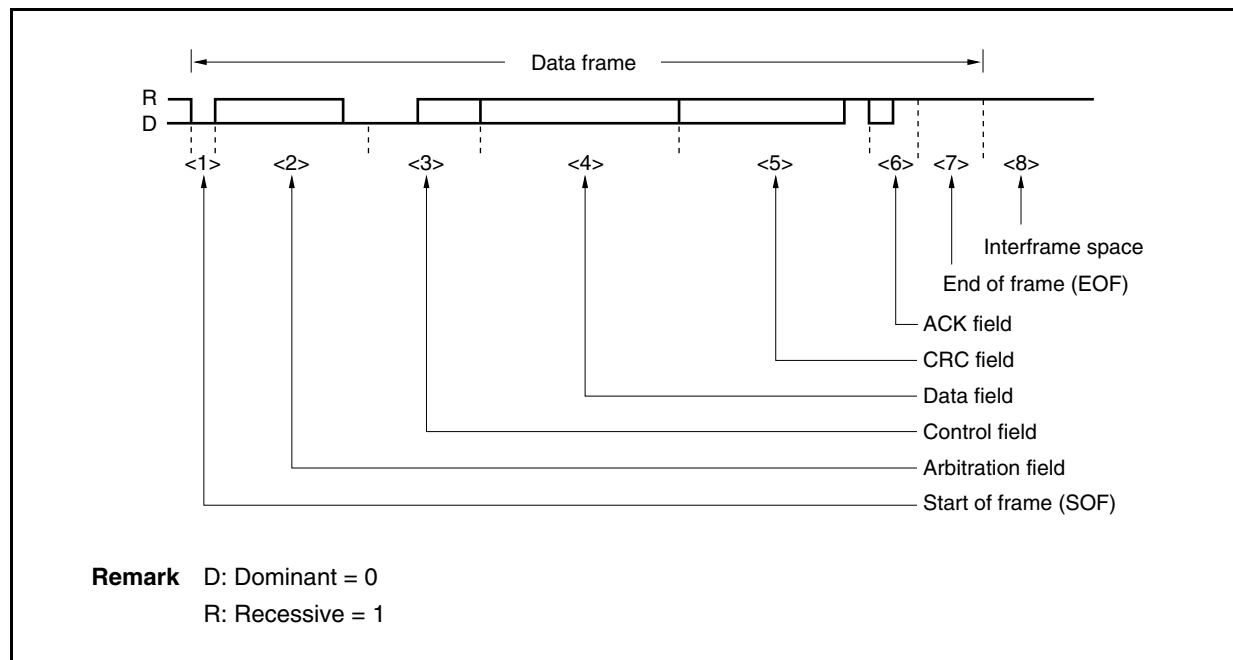 Data frame
R
D
<1> <2> <3> <4> <5> <6> <7> <8>
Interframe space
End of frame (EOF)
ACK field
CRC field
Data field
Control field
Arbitration field
Start of frame (SOF)
Remark D: Dominant = 0
R: Recessive = 1